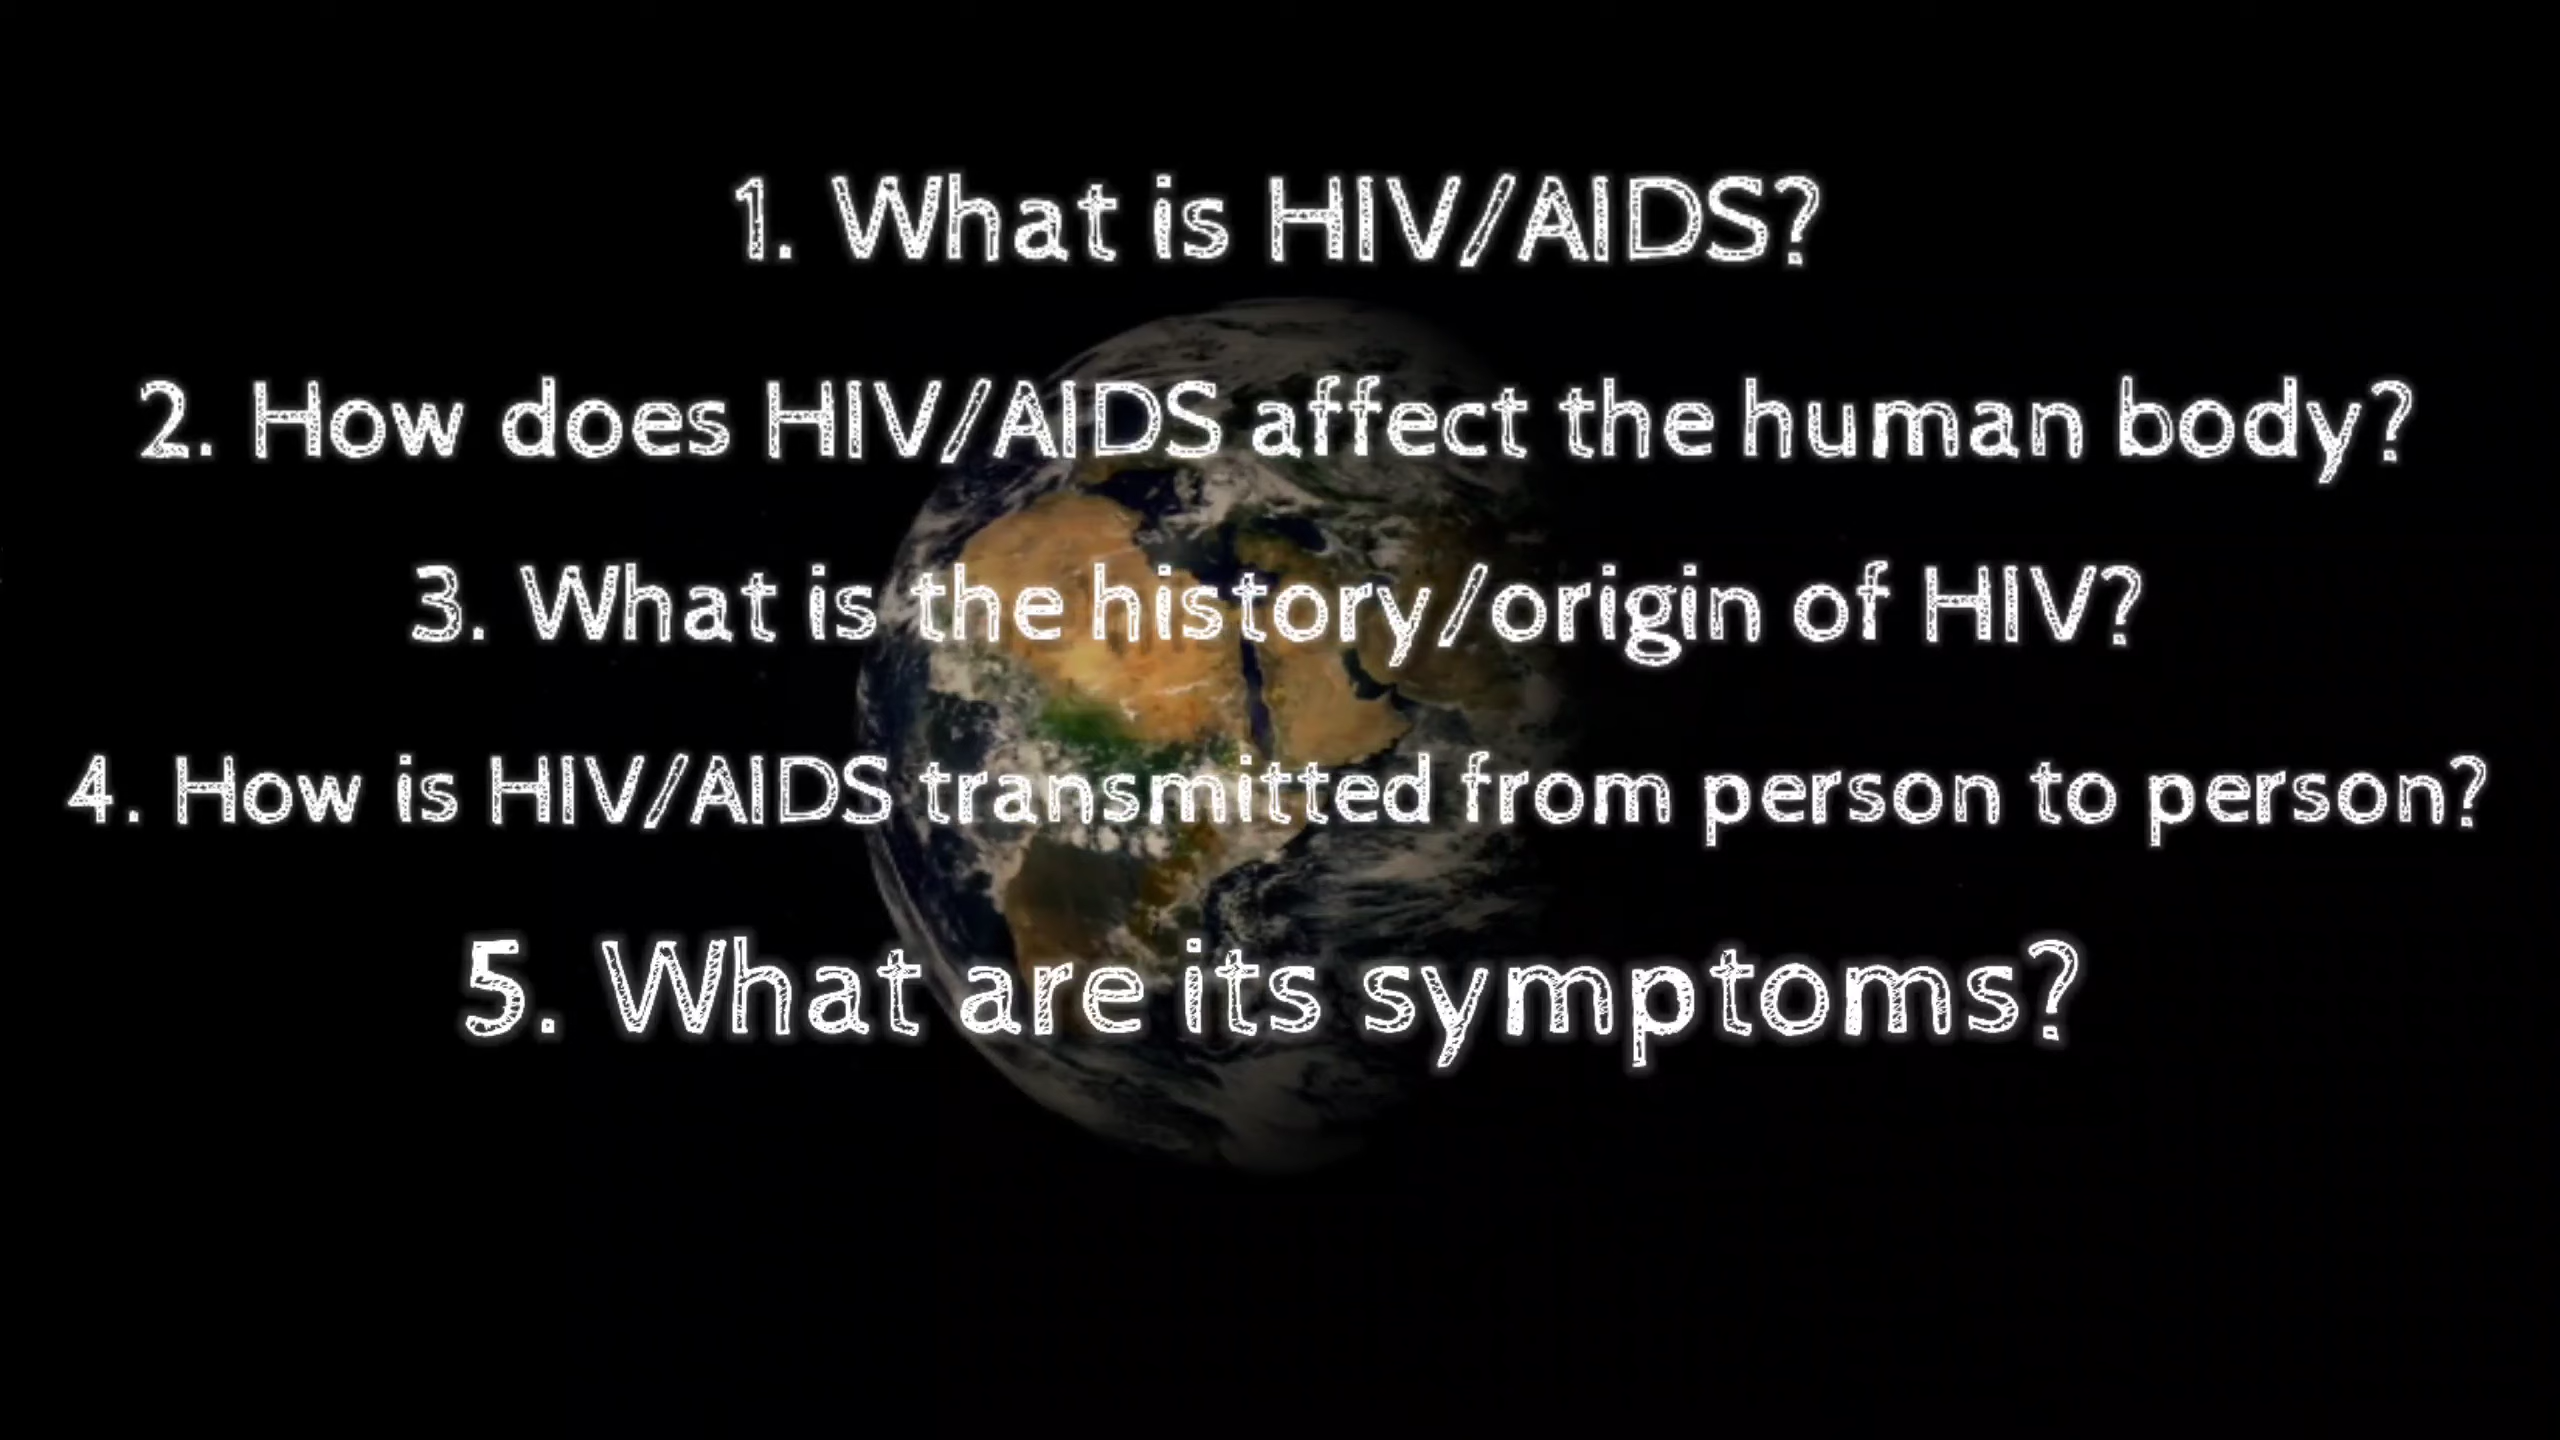 1. What is HIV/AIDS?
2. How does HIV/AIDS affect the human body?
3. What is the history/origin of HIV?
4. How is HIV/AIDS transmitted from person to person?
5. What are its symptoms?